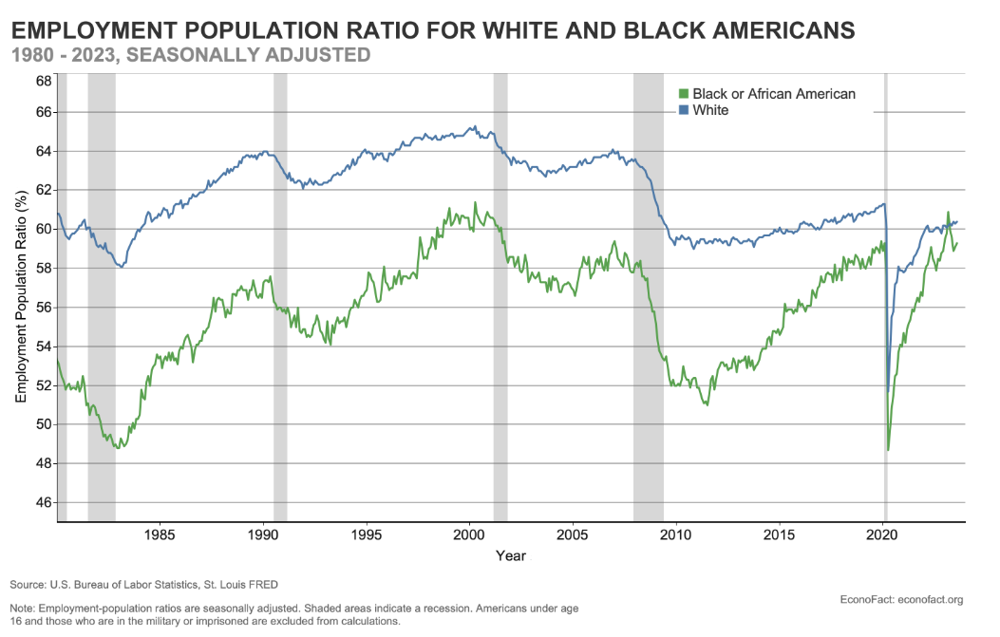 EMPLOYMENT POPULATION RATIO FOR WHITE AND BLACK AMERICANS
1980 - 2023, SEASONALLY ADJUSTED
Black or African American
White
Employment Population Ratio (%)
68
66
64
62
60
58
56
54
52
50
48
46
1985 1990 1995 2000 2005 2010 2015 2020
Year
Source: U.S. Bureau of Labor Statistics, St. Louis FRED
Note: Employment-population ratios are seasonally adjusted. Shaded areas indicate a recession. Americans under age
16 and those who are in the military or imprisoned are excluded from calculations.
EconoFact: econofact.org